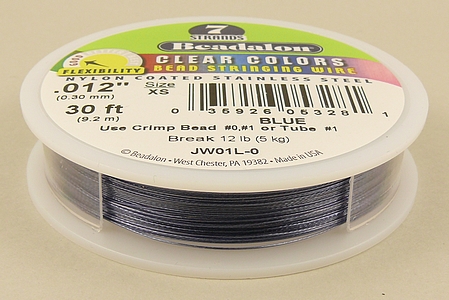 7
STRANDS
Beadalon
CLEAR COLORS
FLEXIBILITY BEAD STRINGING WIRE
NYLON COATED STAINLESS STEEL
.012" Size
(0.30 mm) XS
30 ft 0 35926 05328 1
(9.2 m) BLUE
Use Crimp Bead #0,#1 or Tube #1
Break 12 lb (5 kg)
JW01L-0
© Beadalon • West Chester, PA 19382 • Made in USA